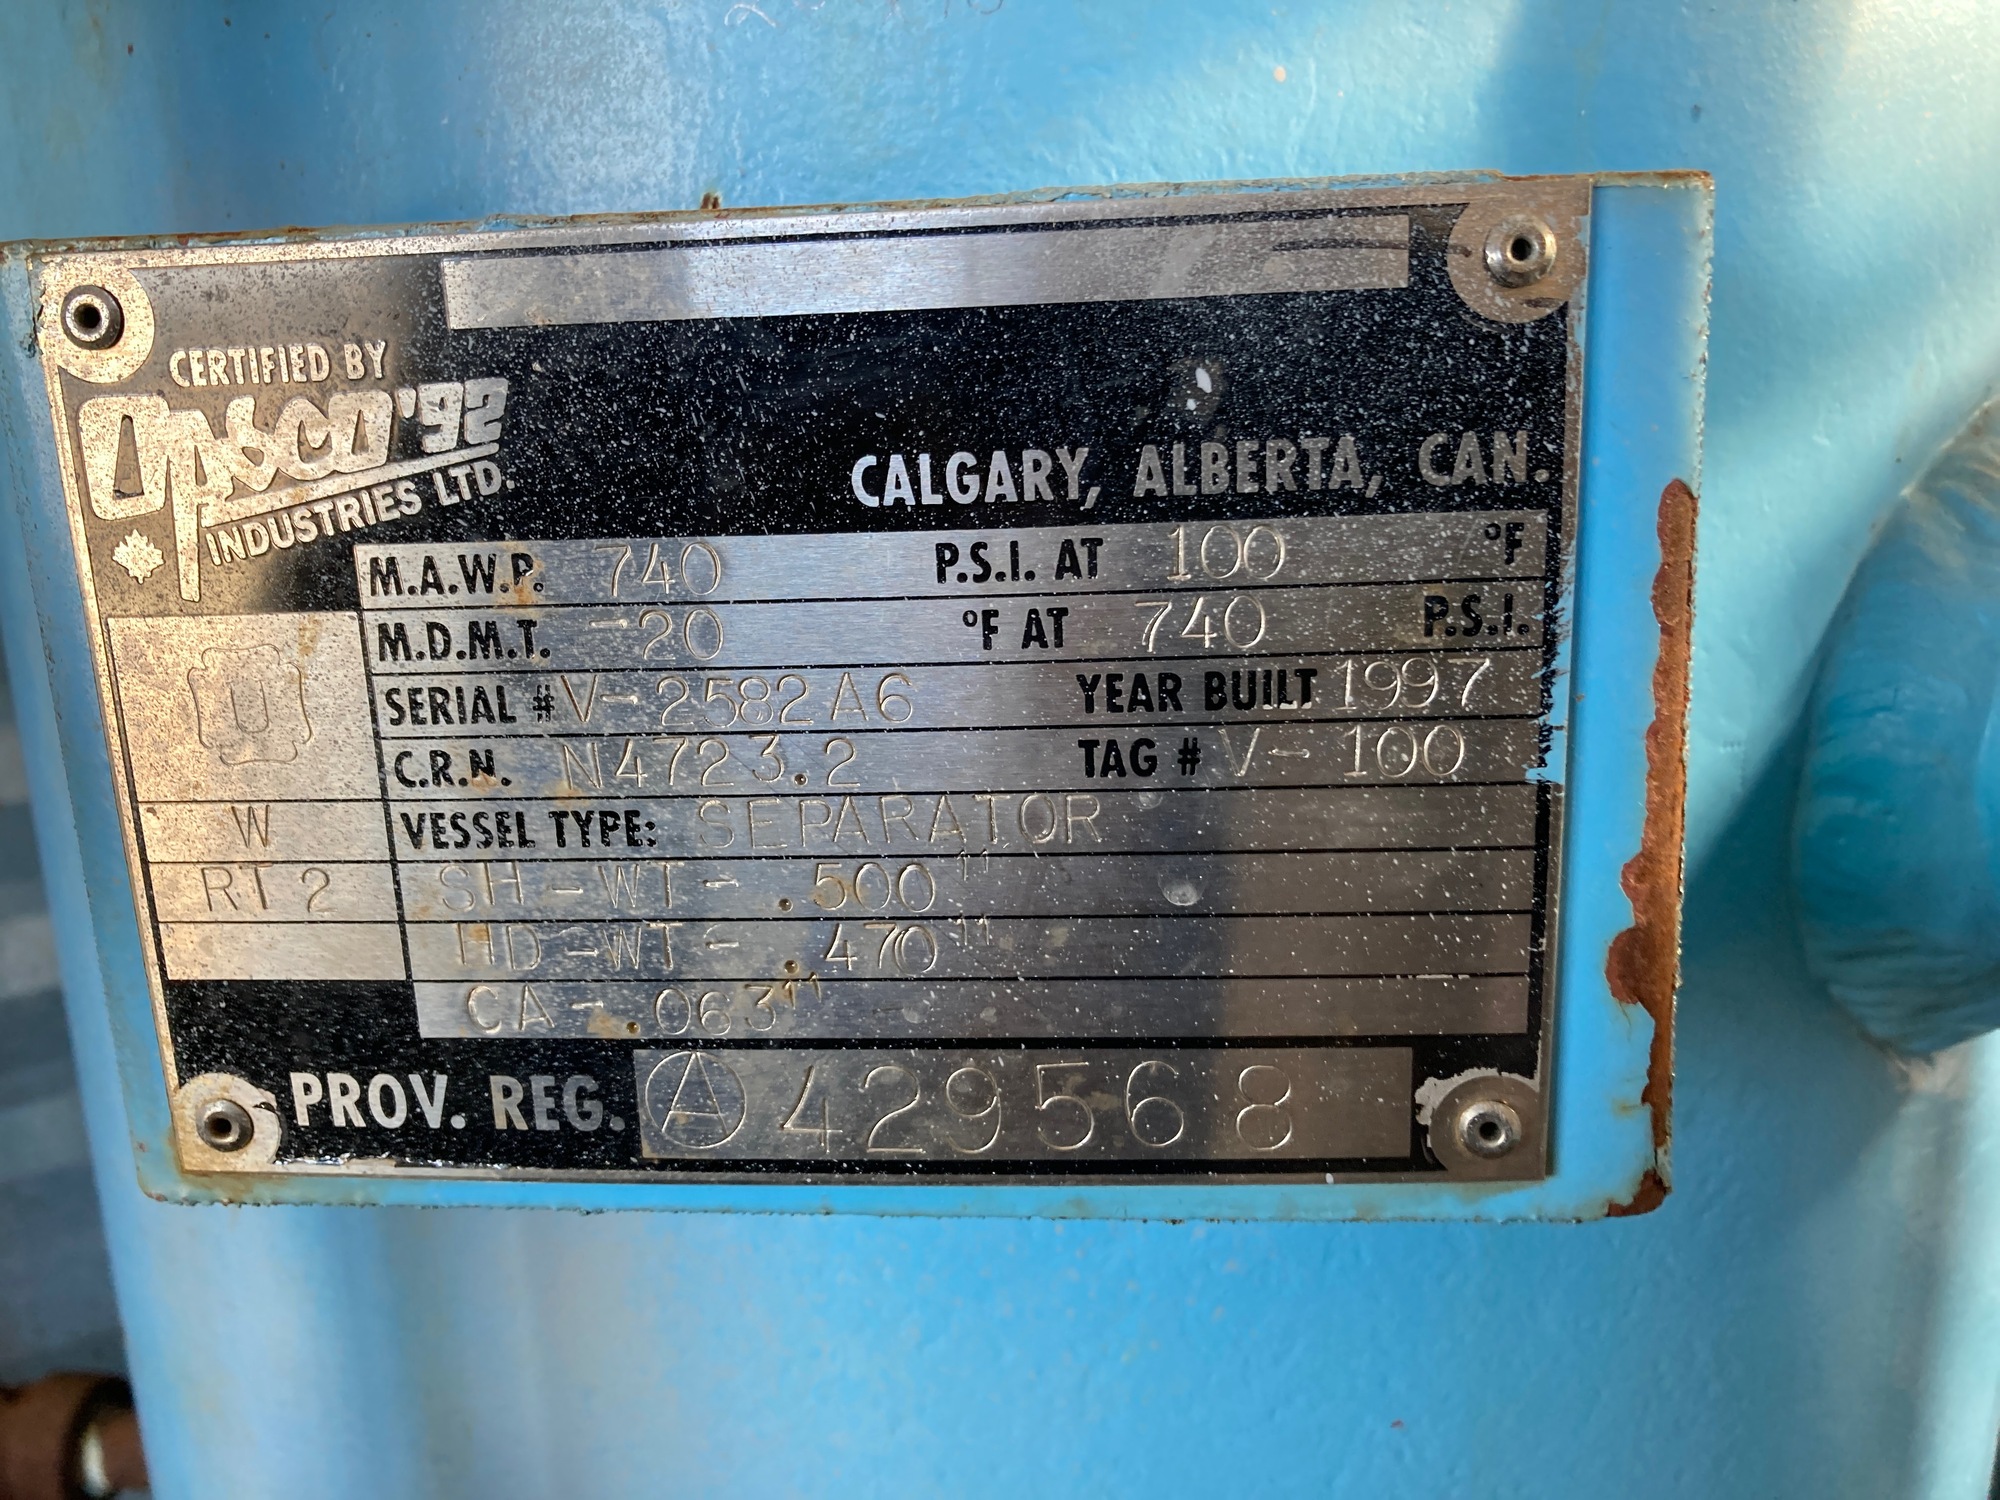 CERTIFIED BY
OPSCO '92
INDUSTRIES LTD.
CALGARY, ALBERTA, CAN.
M.A.W.P. 740 P.S.I. AT 100 °F
M.D.M.T. -20 °F AT 740 P.S.I.
U
SERIAL # V-2582A6 YEAR BUILT 1997
C.R.N. N4723.2 TAG # V-100
W VESSEL TYPE: SEPARATOR
RT 2 SH-WT- .500"
HD-WT- .470"
CA- .063"
PROV. REG. A 429568